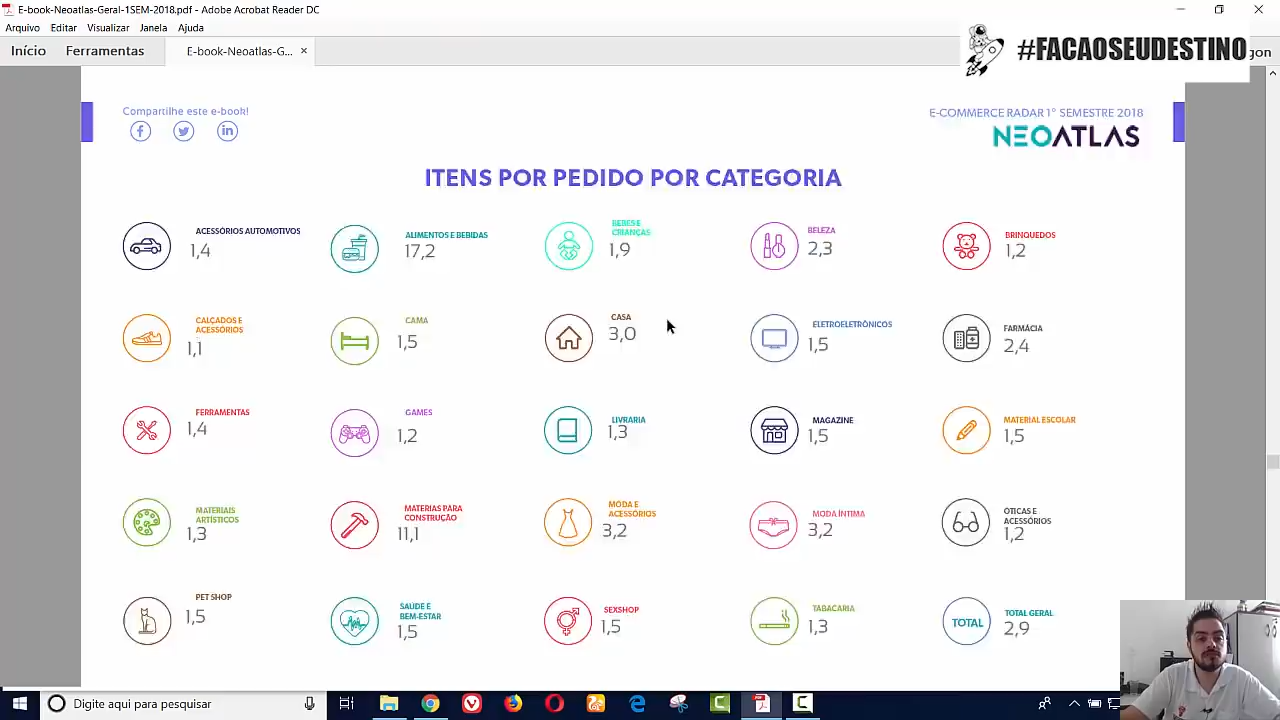 E-book-Neoatlas-Geral-1SEM-2018.pdf - Adobe Acrobat Reader DC
Arquivo Editar Visualizar Janela Ajuda
Início Ferramentas E-book-Neoatlas-G... ×
#FACAOSEUDESTINO
Compartilhe este e-book!
E-COMMERCE RADAR 1° SEMESTRE 2018
NEOATLAS
ITENS POR PEDIDO POR CATEGORIA
ACESSÓRIOS AUTOMOTIVOS
1,4
ALIMENTOS E BEBIDAS
17,2
BEBES E
CRIANÇAS
1,9
BELEZA
2,3
BRINQUEDOS
1,2
CALÇADOS E
ACESSÓRIOS
1,1
CAMA
1,5
CASA
3,0
ELETROELETRÔNICOS
1,5
FARMÁCIA
2,4
FERRAMENTAS
1,4
GAMES
1,2
LIVRARIA
1,3
MAGAZINE
1,5
MATERIAL ESCOLAR
1,5
MATERIAIS
ARTÍSTICOS
1,3
MATERIAS PARA
CONSTRUÇÃO
11,1
MODA E
ACESSÓRIOS
3,2
MODA ÍNTIMA
3,2
ÓTICAS E
ACESSÓRIOS
1,2
PET SHOP
1,5
SAÚDE E
BEM-ESTAR
1,5
SEXSHOP
1,5
TABACARIA
1,3
TOTAL
TOTAL GERAL
2,9
Digite aqui para pesquisar